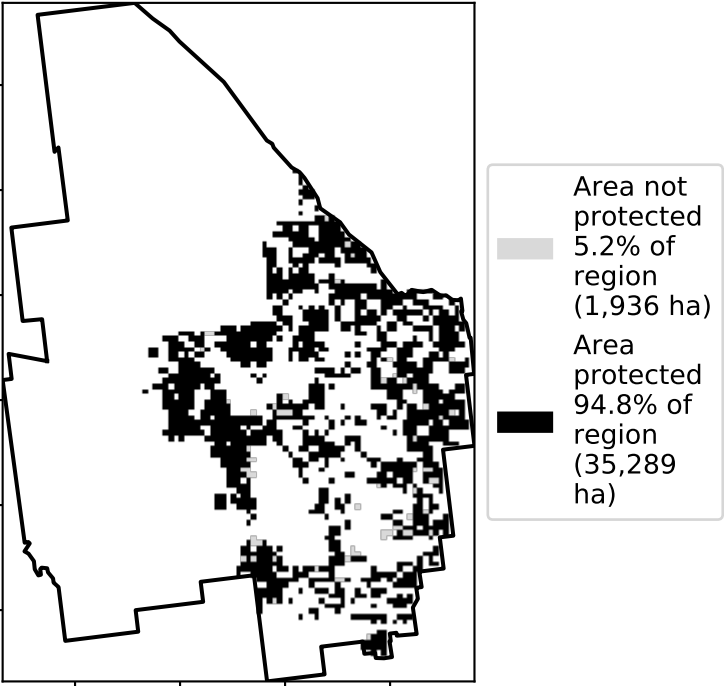 Area not
protected
5.2% of
region
(1,936 ha)
Area
protected
94.8% of
region
(35,289
ha)